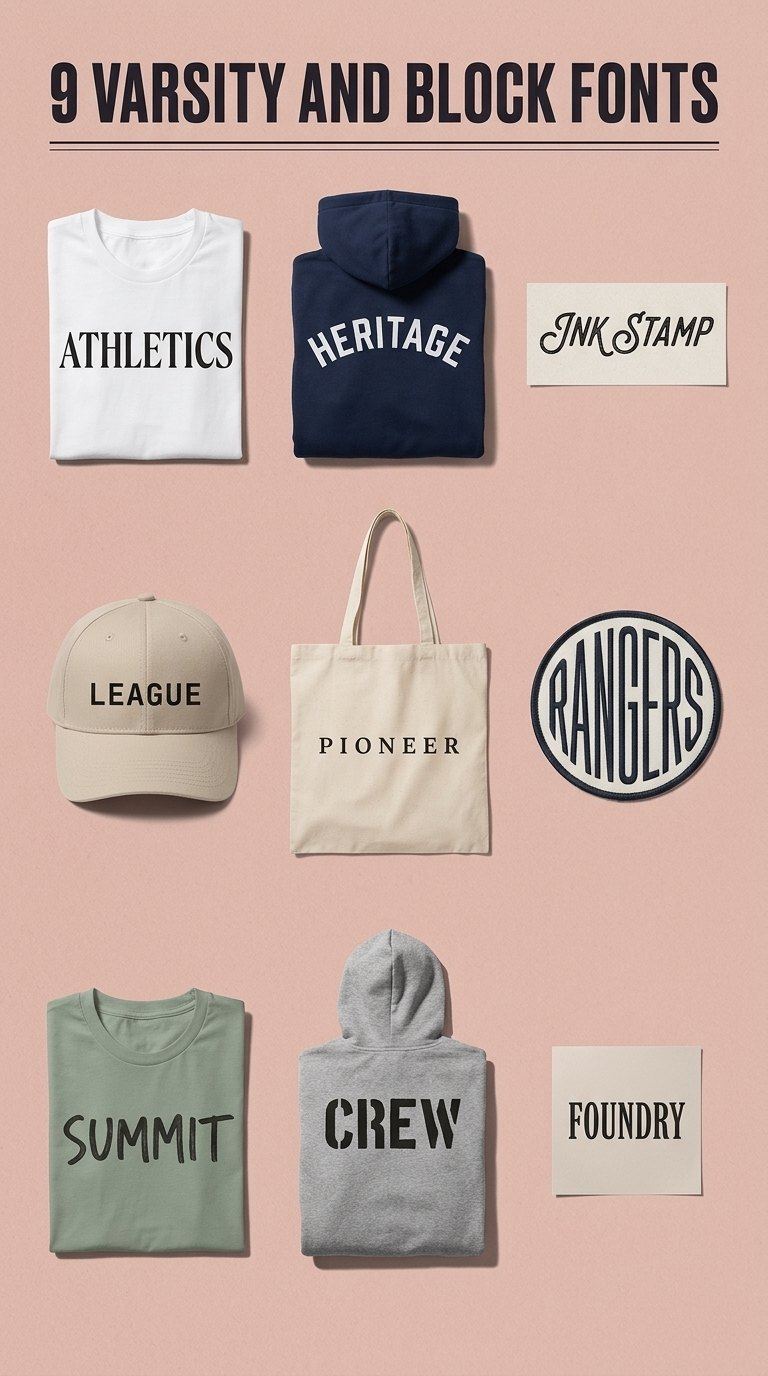 9 VARSITY AND BLOCK FONTS
ATHLETICS
HERITAGE
INK STAMP
LEAGUE
PIONEER
RANGERS
SUMMIT
CREW
FOUNDRY